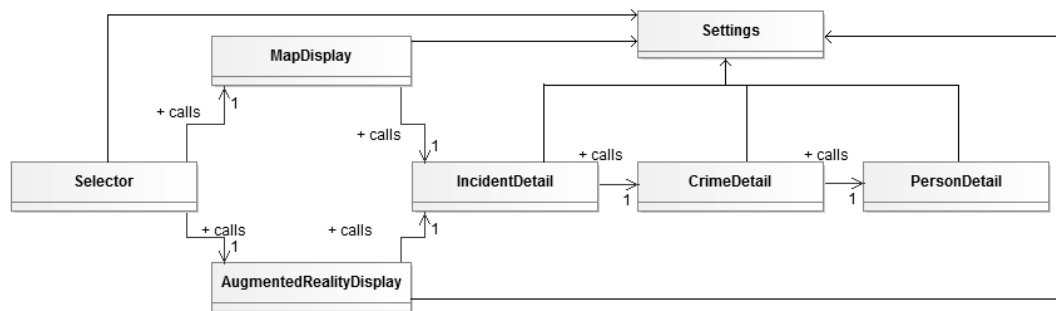 Settings
MapDisplay
+ calls
1
+ calls
1
Selector
IncidentDetail
+ calls
1
CrimeDetail
+ calls
1
PersonDetail
+ calls
1
+ calls
1
AugmentedRealityDisplay